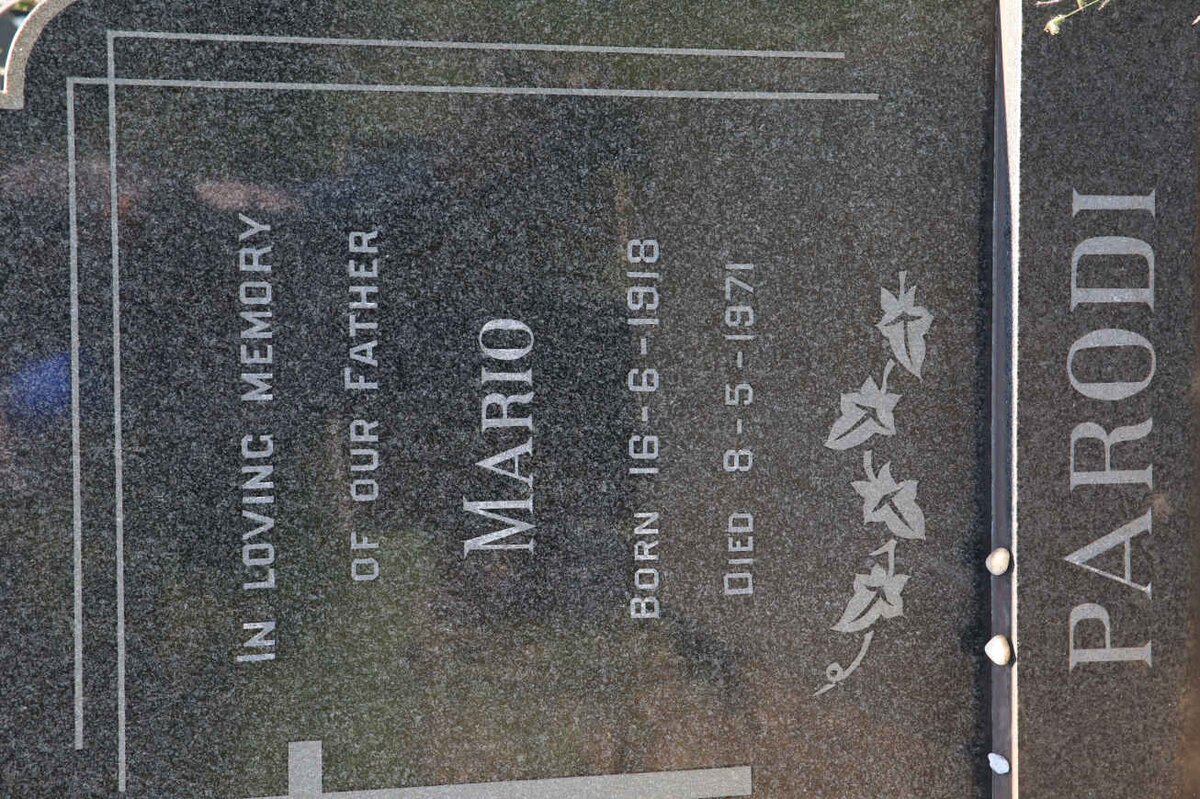 IN LOVING MEMORY
OF OUR FATHER
MARIO
BORN 16-6-1918
DIED 8-5-1971
PARODI